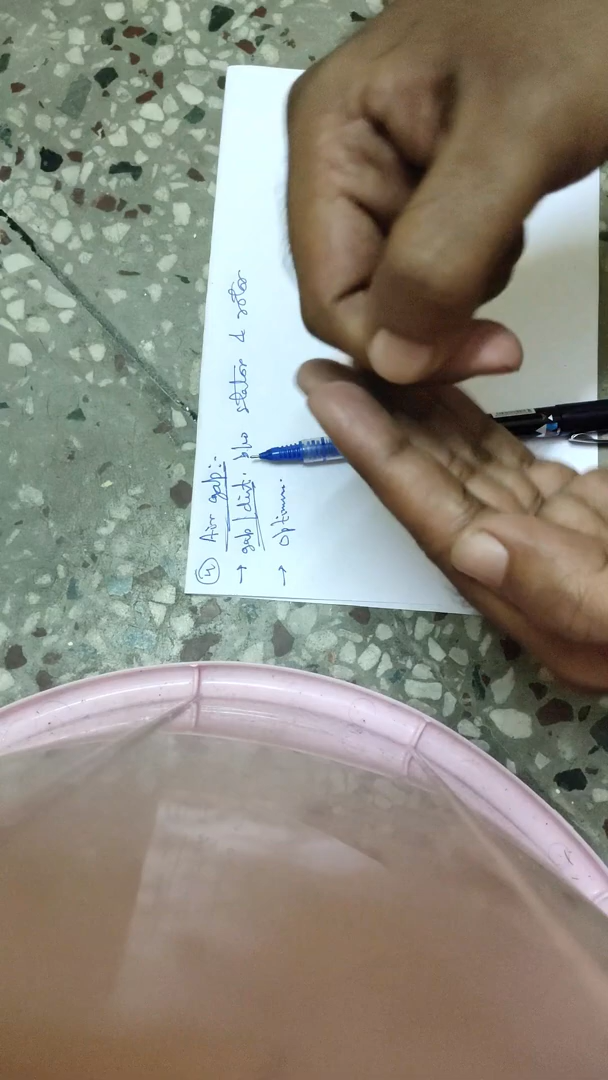 ④ Air gap:-
→ gap/dist. b/w stator & rotor
→ optimum.